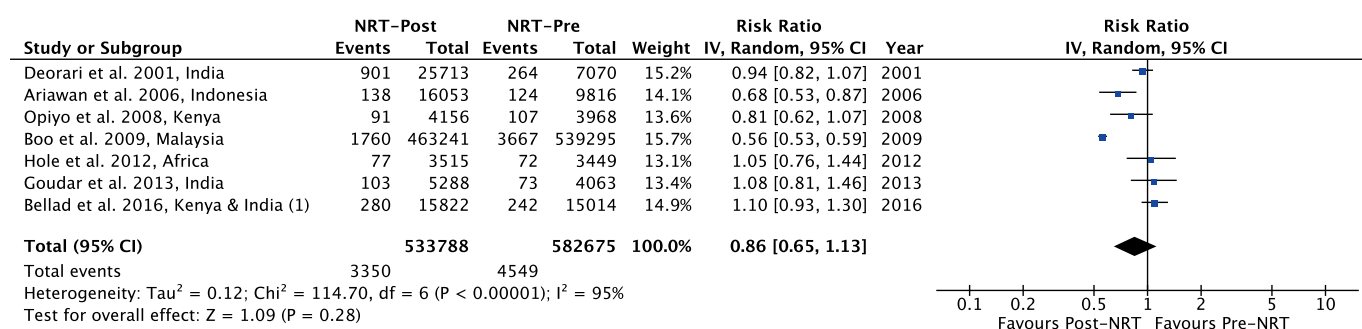 NRT-Post NRT-Pre Risk Ratio Risk Ratio
Study or Subgroup Events Total Events Total Weight IV, Random, 95% CI Year IV, Random, 95% CI
Deorari et al. 2001, India 901 25713 264 7070 15.2% 0.94 [0.82, 1.07] 2001
Ariawan et al. 2006, Indonesia 138 16053 124 9816 14.1% 0.68 [0.53, 0.87] 2006
Opiyo et al. 2008, Kenya 91 4156 107 3968 13.6% 0.81 [0.62, 1.07] 2008
Boo et al. 2009, Malaysia 1760 463241 3667 539295 15.7% 0.56 [0.53, 0.59] 2009
Hole et al. 2012, Africa 77 3515 72 3449 13.1% 1.05 [0.76, 1.44] 2012
Goudar et al. 2013, India 103 5288 73 4063 13.4% 1.08 [0.81, 1.46] 2013
Bellad et al. 2016, Kenya & India (1) 280 15822 242 15014 14.9% 1.10 [0.93, 1.30] 2016
Total (95% CI) 533788 582675 100.0% 0.86 [0.65, 1.13]
Total events 3350 4549
Heterogeneity: Tau² = 0.12; Chi² = 114.70, df = 6 (P < 0.00001); I² = 95%
Test for overall effect: Z = 1.09 (P = 0.28)
0.1 0.2 0.5 1 2 5 10
Favours Post-NRT Favours Pre-NRT